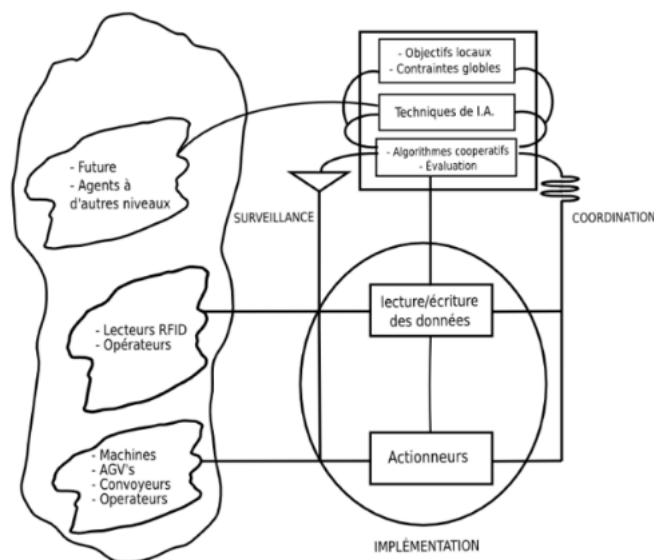 - Objectifs locaux
- Contraintes globles
Techniques de I.A.
- Algorithmes cooperatifs
- Évaluation
- Future
- Agents à
d'autres niveaux
SURVEILLANCE
COORDINATION
- Lecteurs RFID
- Opérateurs
lecture/écriture
des données
- Machines
- AGV's
- Convoyeurs
- Operateurs
Actionneurs
IMPLÉMENTATION